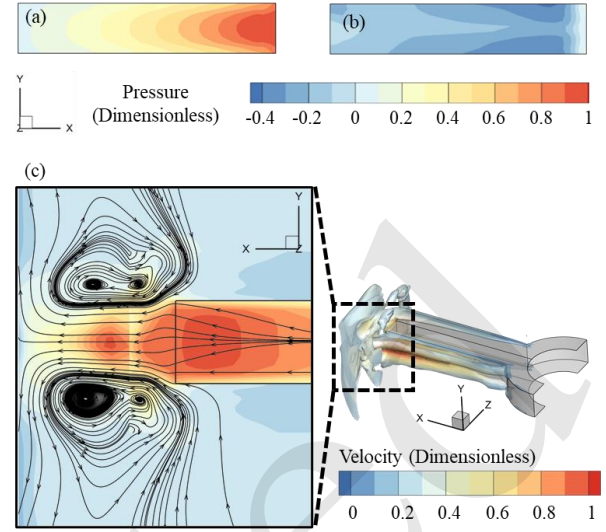 (a)
(b)
Y
Z
X
Pressure
(Dimensionless)
-0.4 -0.2 0 0.2 0.4 0.6 0.8 1
(c)
Y
X
Z
Y
Z
X
Velocity (Dimensionless)
0 0.2 0.4 0.6 0.8 1